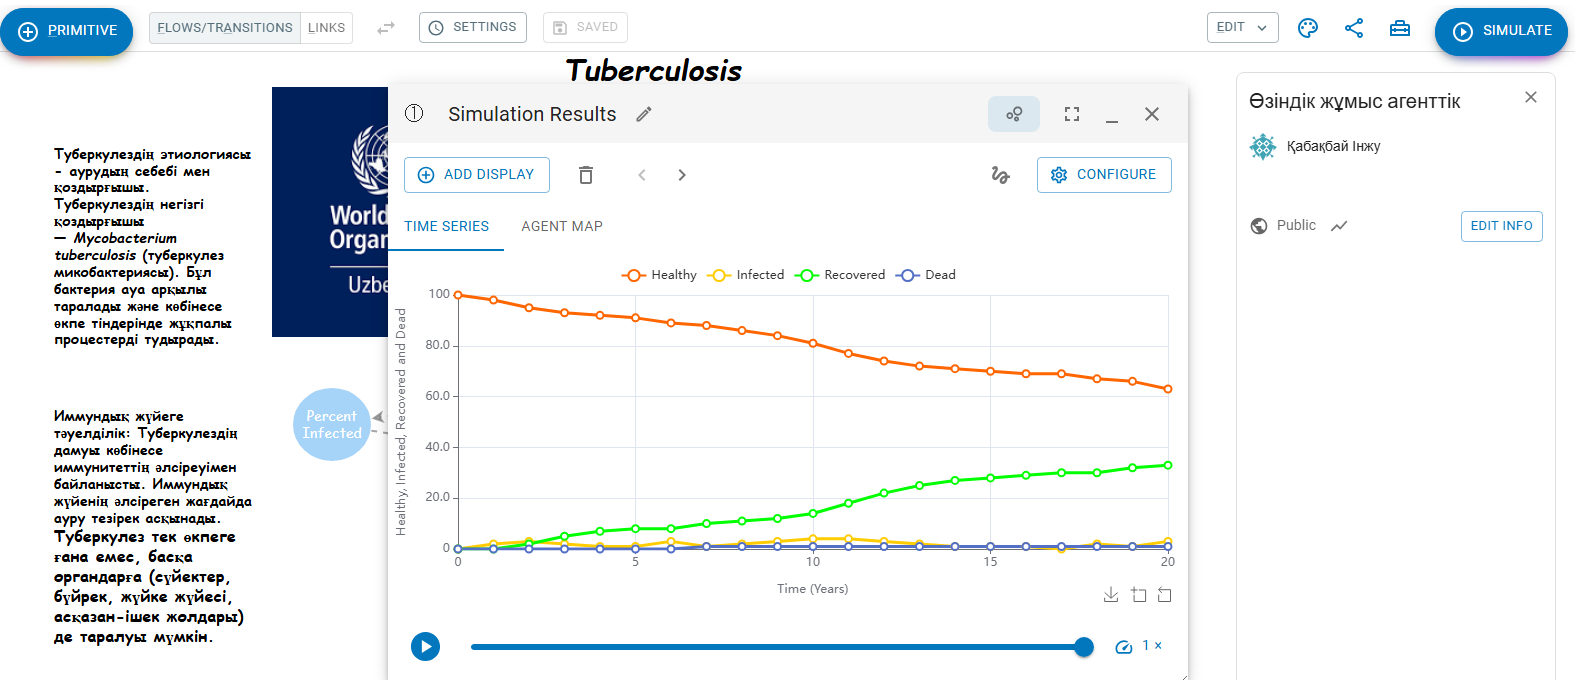 PRIMITIVE
FLOWS/TRANSITIONS
LINKS
SETTINGS
SAVED
EDIT
SIMULATE
Tuberculosis
Туберкулездің этиологиясы
- аурудың себебі мен
қоздырғышы.
Туберкулездің негізгі
қоздырғышы
— Mycobacterium
tuberculosis (туберкулез
микобактериясы). Бұл
бактерия ауа арқылы
таралады және көбінесе
өкпе тіндерінде жұқпалы
процестерді тудырады.
Иммундық жүйеге
тәуелділік: Туберкулездің
дамуы көбінесе
иммунитеттің әлсіреуімен
байланысты. Иммундық
жүйенің әлсіреген жағдайда
ауру тезірек асқынады.
Туберкулез тек өкпеге
ғана емес, басқа
органдарға (сүйектер,
бүйрек, жүйке жүйесі,
асқазан-ішек жолдары)
де таралуы мүмкін.
World
Organ
Uzbe
Percent
Infected
1
Simulation Results
ADD DISPLAY
CONFIGURE
TIME SERIES
AGENT MAP
Healthy
Infected
Recovered
Dead
Healthy, Infected, Recovered and Dead
100
80.0
60.0
40.0
20.0
0
0
5
10
15
20
Time (Years)
1 ×
Өзіндік жұмыс агенттік
Қабақбай Інжу
Public
EDIT INFO